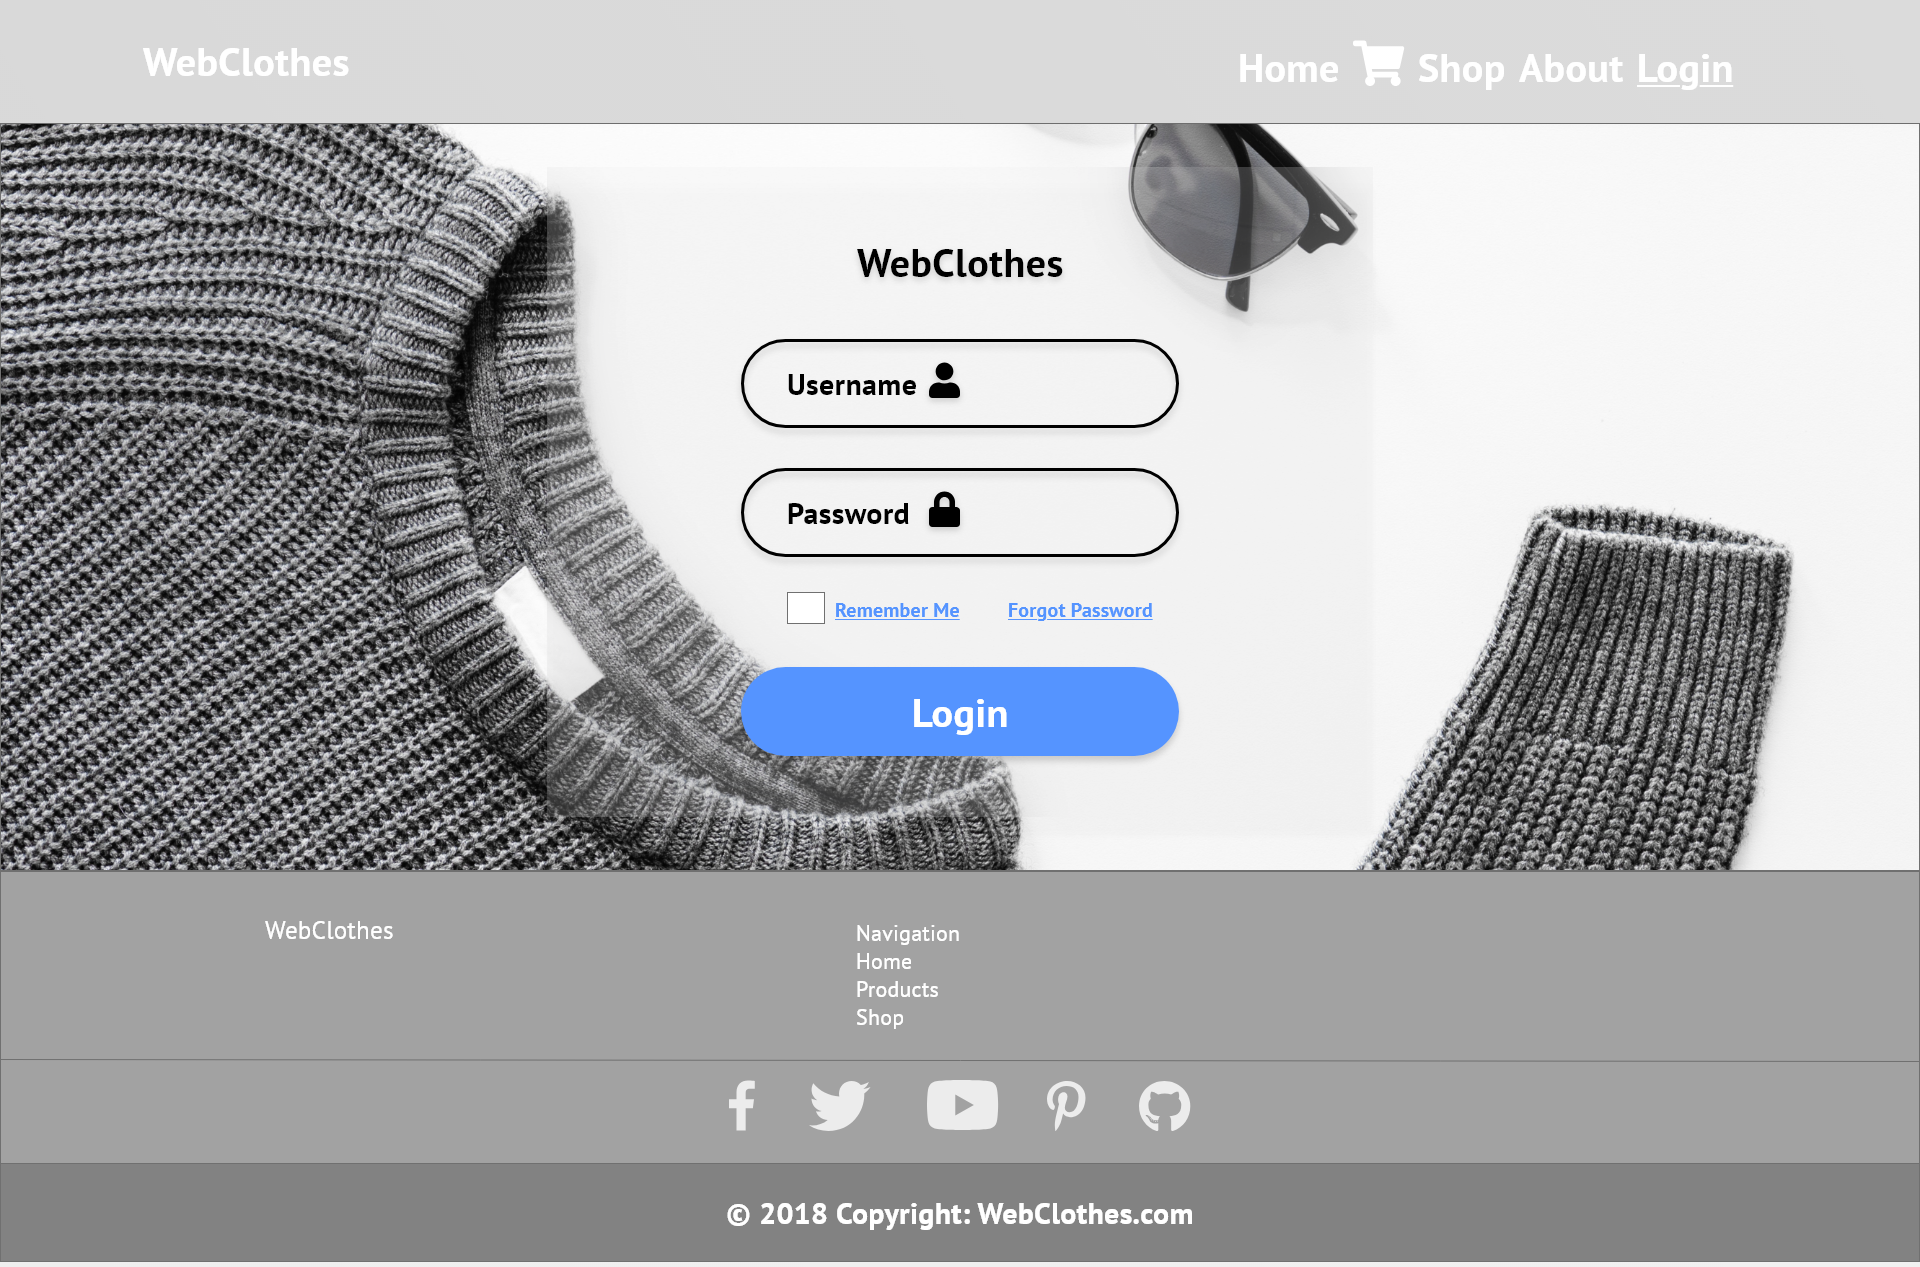 WebClothes
Home Shop About Login
WebClothes
Username
Password
Remember Me Forgot Password
Login
WebClothes
Navigation
Home
Products
Shop
© 2018 Copyright: WebClothes.com